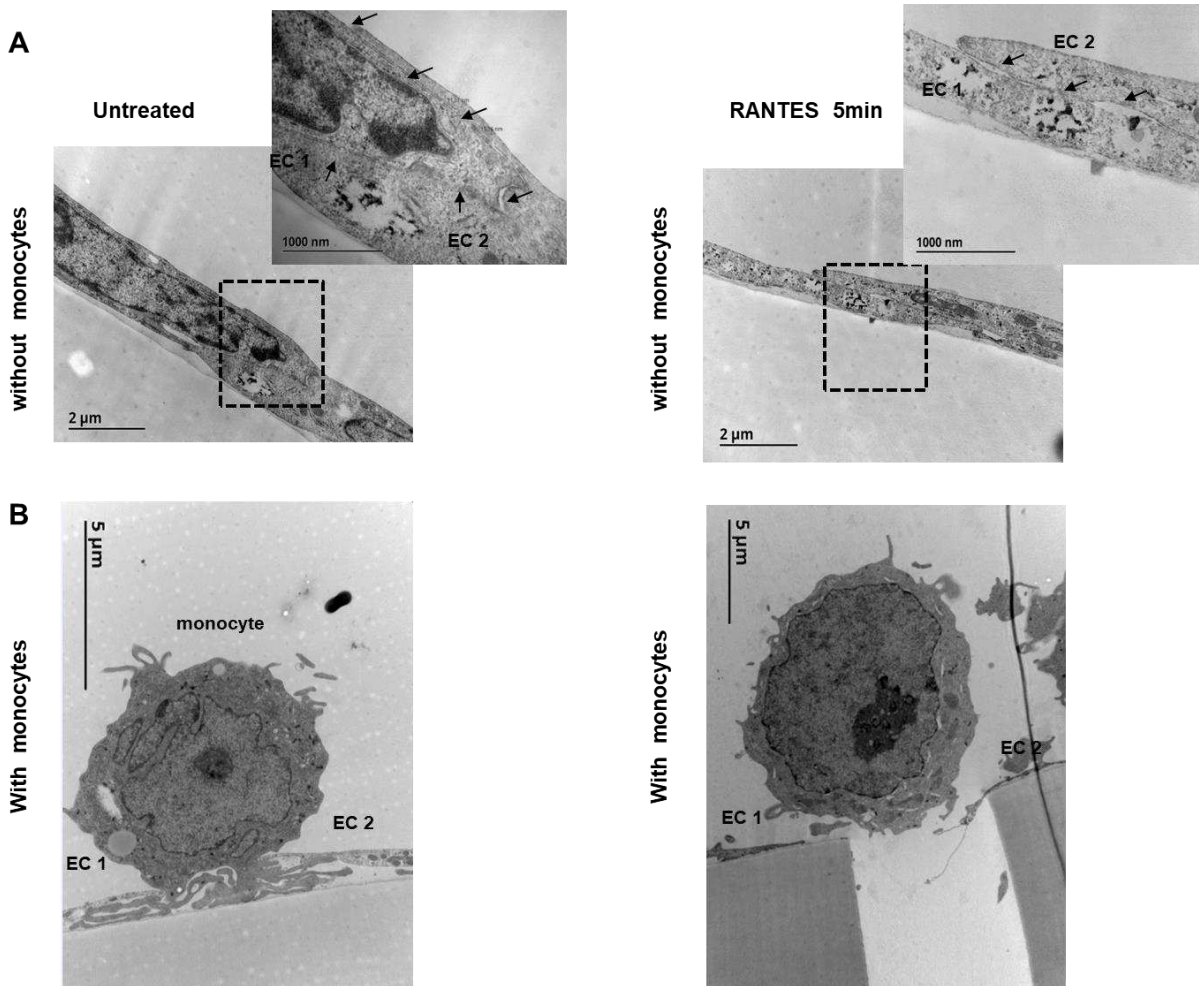 A
Untreated
EC 1
EC 2
1000 nm
without monocytes
2 µm
RANTES 5min
EC 2
EC 1
1000 nm
without monocytes
2 µm
B
With monocytes
5 µm
monocyte
EC 1
EC 2
With monocytes
5 µm
EC 1
EC 2